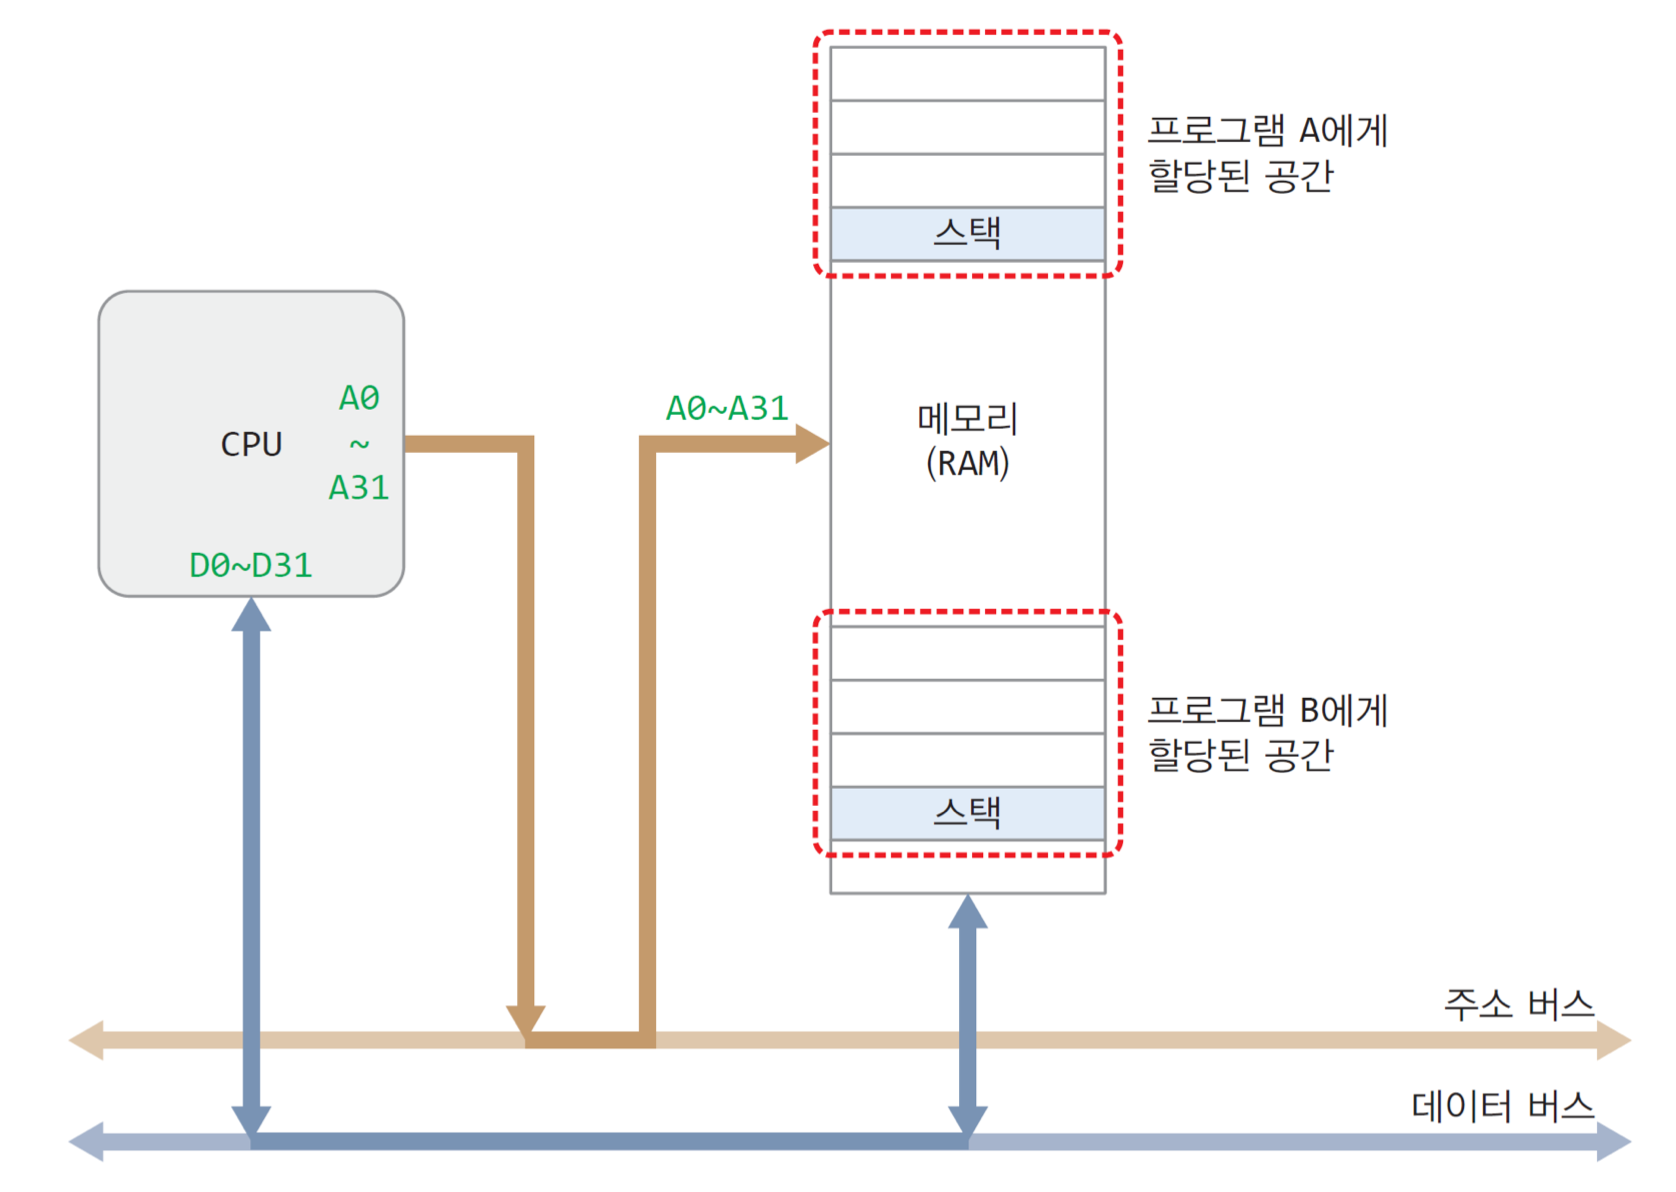 프로그램 A에게
할당된 공간
스택
A0
~
A31
CPU
D0~D31
A0~A31
메모리
(RAM)
프로그램 B에게
할당된 공간
스택
주소 버스
데이터 버스